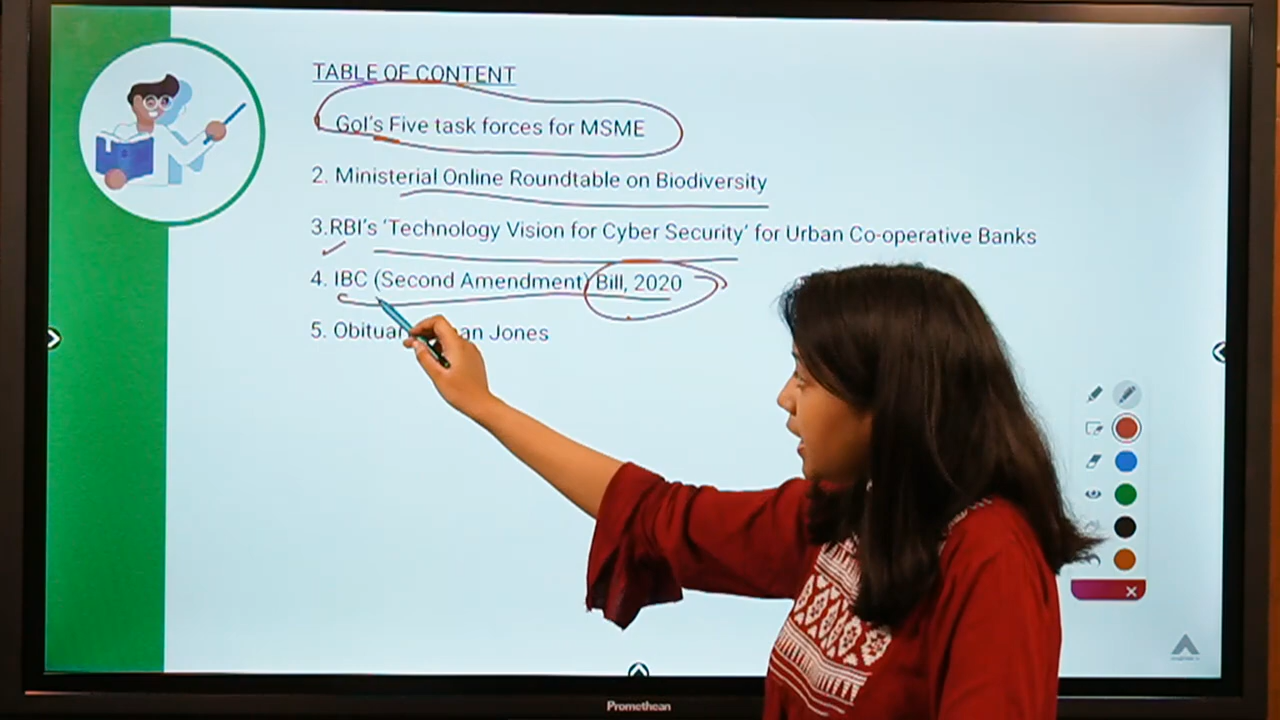 TABLE OF CONTENT
GoI's Five task forces for MSME
2. Ministerial Online Roundtable on Biodiversity
3.RBI's 'Technology Vision for Cyber Security' for Urban Co-operative Banks
4. IBC (Second Amendment) Bill, 2020
5. Jones
Promethean